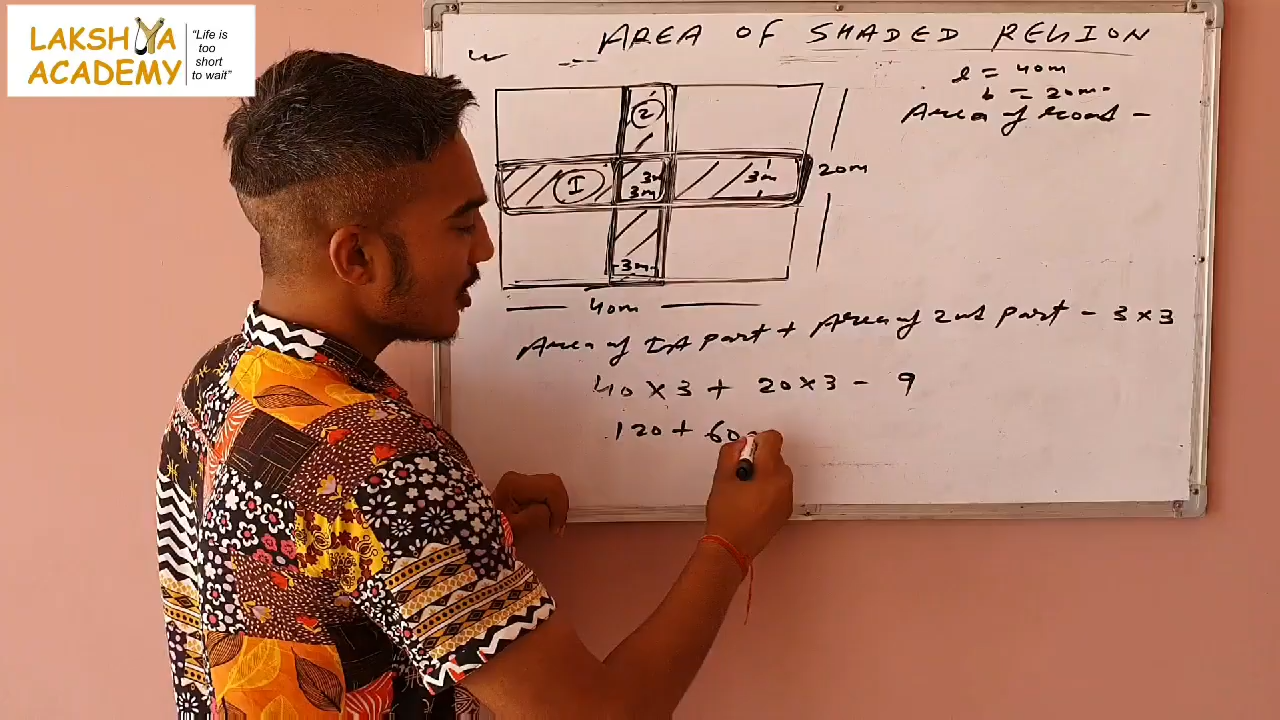 LAKSHYA
ACADEMY
"Life is
too
short
to wait"
AREA OF SHADED REGION
l = 40m
b = 20m
Area of road -
2
I
3m
3m
3m
3m
20m
40m
Area of Ist part + Area of 2nd part - 3 x 3
40 x 3 + 20 x 3 - 9
120 + 60